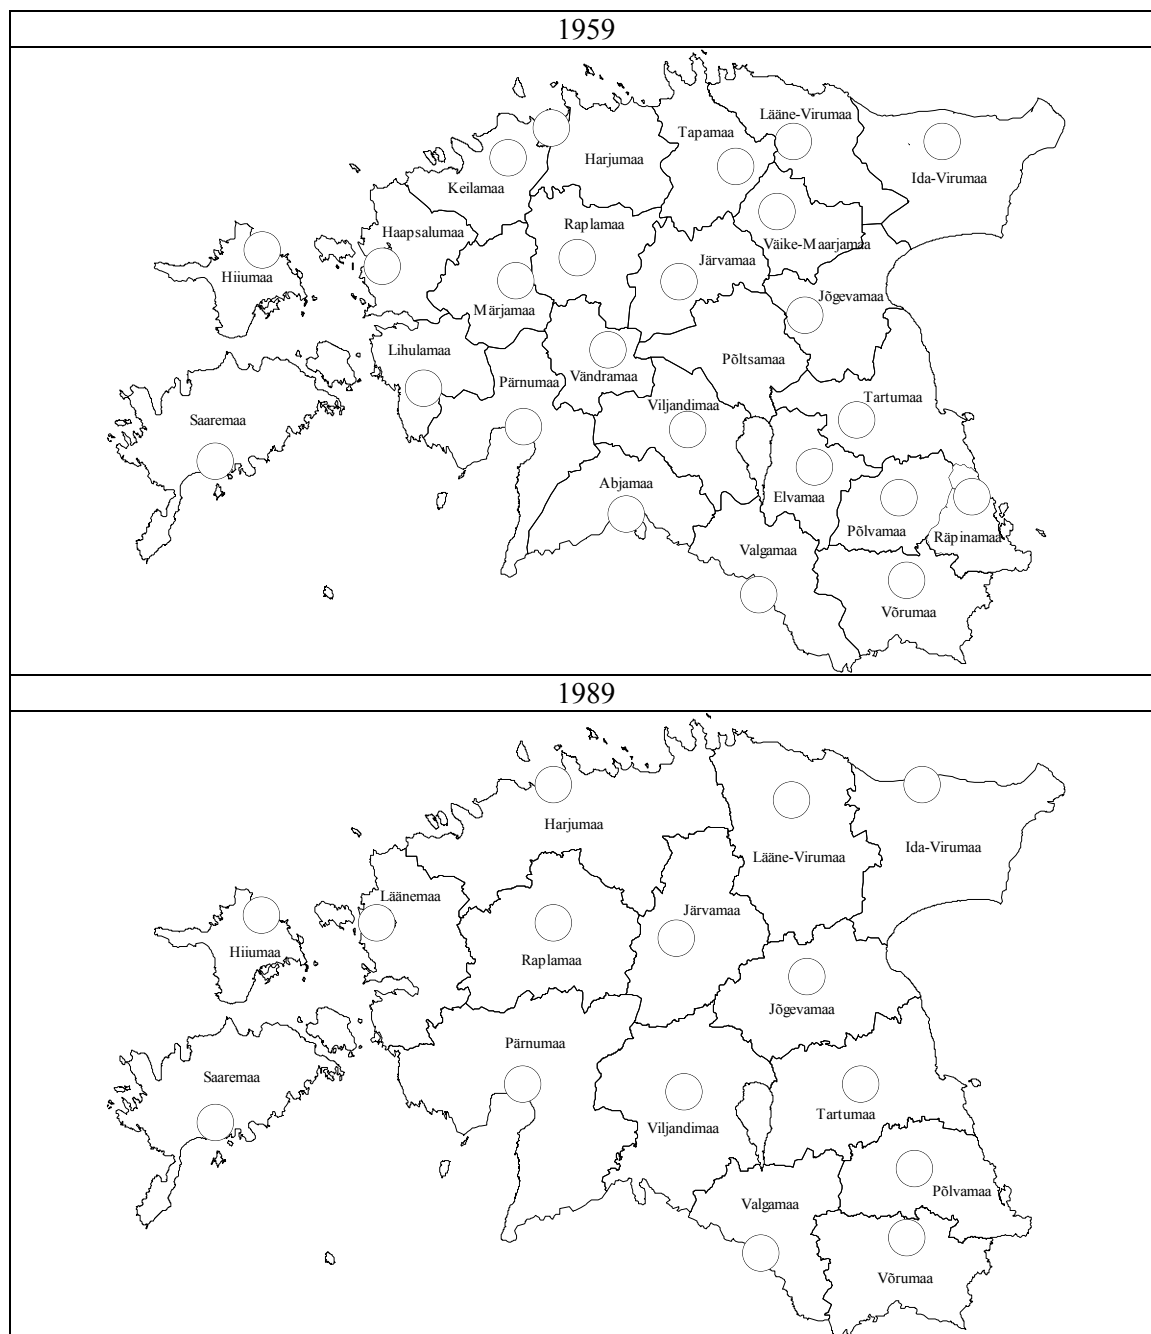 1959
Lääne-Virumaa
Tapamaa
Harjumaa
Ida-Virumaa
Keilamaa
Raplamaa
Haapsalumaa
Väike-Maarjamaa
Järvamaa
Hiiumaa
Jõgevamaa
Märjamaa
Lihulamaa
Põltsamaa
Vändramaa
Pärnumaa
Tartumaa
Viljandimaa
Saaremaa
Abjamaa
Elvamaa
Põlvamaa
Räpinamaa
Valgamaa
Võrumaa
1989
Harjumaa
Ida-Virumaa
Lääne-Virumaa
Läänemaa
Järvamaa
Hiiumaa
Raplamaa
Jõgevamaa
Pärnumaa
Saaremaa
Tartumaa
Viljandimaa
Põlvamaa
Valgamaa
Võrumaa